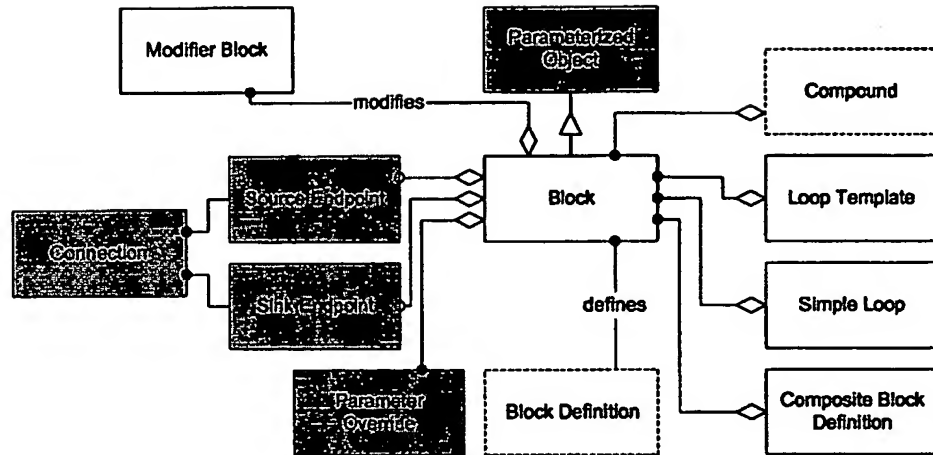 Modifier Block
Parameterized
Object
Compound
modifies
Source Endpoint
Block
Loop Template
Connection
Sink Endpoint
defines
Simple Loop
Parameter
Override
Block Definition
Composite Block
Definition